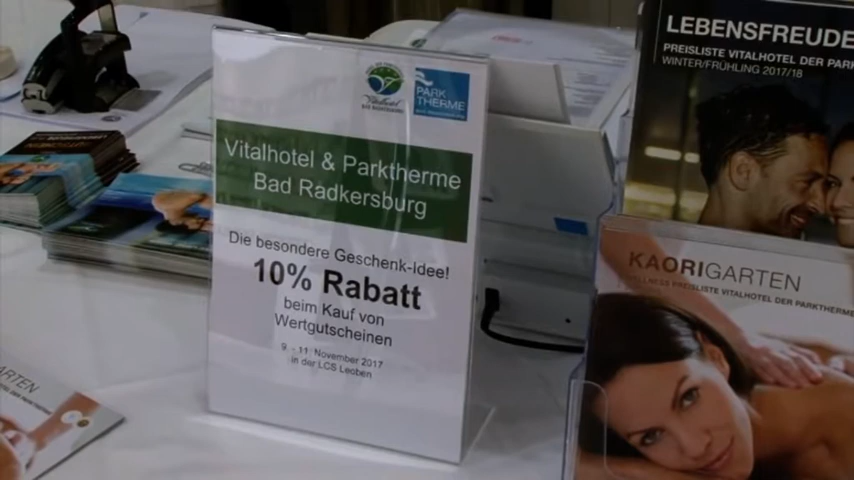 Vitalhotel
PARK
THERME
Vitalhotel & Parktherme
Bad Radkersburg
Die besondere Geschenk-Idee!
10% Rabatt
beim Kauf von
Wertgutscheinen
9. - 11. November 2017
in der LCS Leoben
LEBENSFREUDE
PREISLISTE VITALHOTEL DER PARK
WINTER/FRÜHLING 2017/18
KAORIGARTEN
WELLNESS PREISLISTE VITALHOTEL DER PARKTHERME
GARTEN